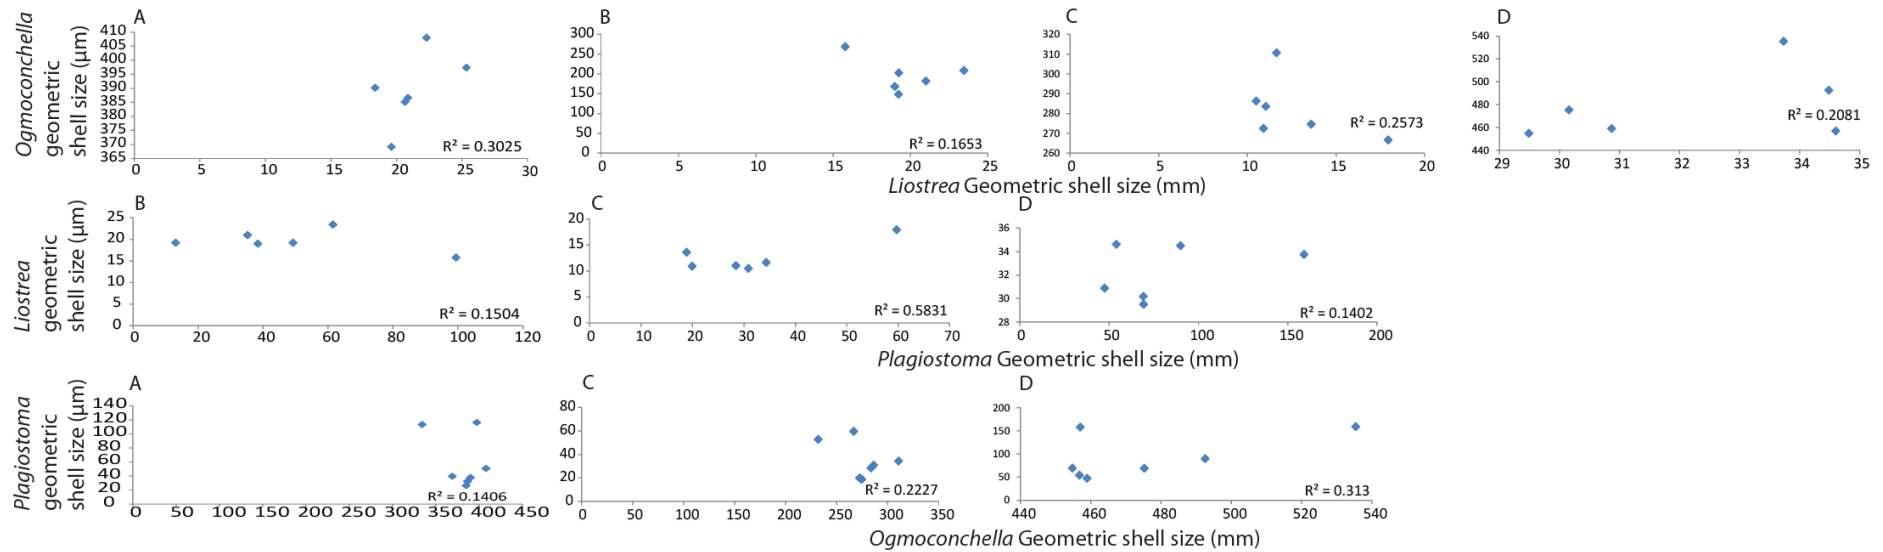 A
B
C
D
Ogmoconchella
geometric
shell size (µm)
410
405
400
395
390
385
380
375
370
365
0 5 10 15 20 25 30
R² = 0.3025
300
250
200
150
100
50
0
0 5 10 15 20 25
R² = 0.1653
320
310
300
290
280
270
260
0 5 10 15 20
R² = 0.2573
540
520
500
480
460
440
29 30 31 32 33 34 35
R² = 0.2081
Liostrea Geometric shell size (mm)
B
C
D
Liostrea
geometric
shell size (µm)
25
20
15
10
5
0
0 20 40 60 80 100 120
R² = 0.1504
20
15
10
5
0
0 10 20 30 40 50 60 70
R² = 0.5831
36
34
32
30
28
0 50 100 150 200
R² = 0.1402
Plagiostoma Geometric shell size (mm)
A
C
D
Plagiostoma
geometric
shell size (µm)
140
120
100
80
60
40
20
0
0 50 100 150 200 250 300 350 400 450
R² = 0.1406
80
60
40
20
0
0 50 100 150 200 250 300 350
R² = 0.2227
200
150
100
50
0
440 460 480 500 520 540
R² = 0.313
Ogmoconchella Geometric shell size (mm)